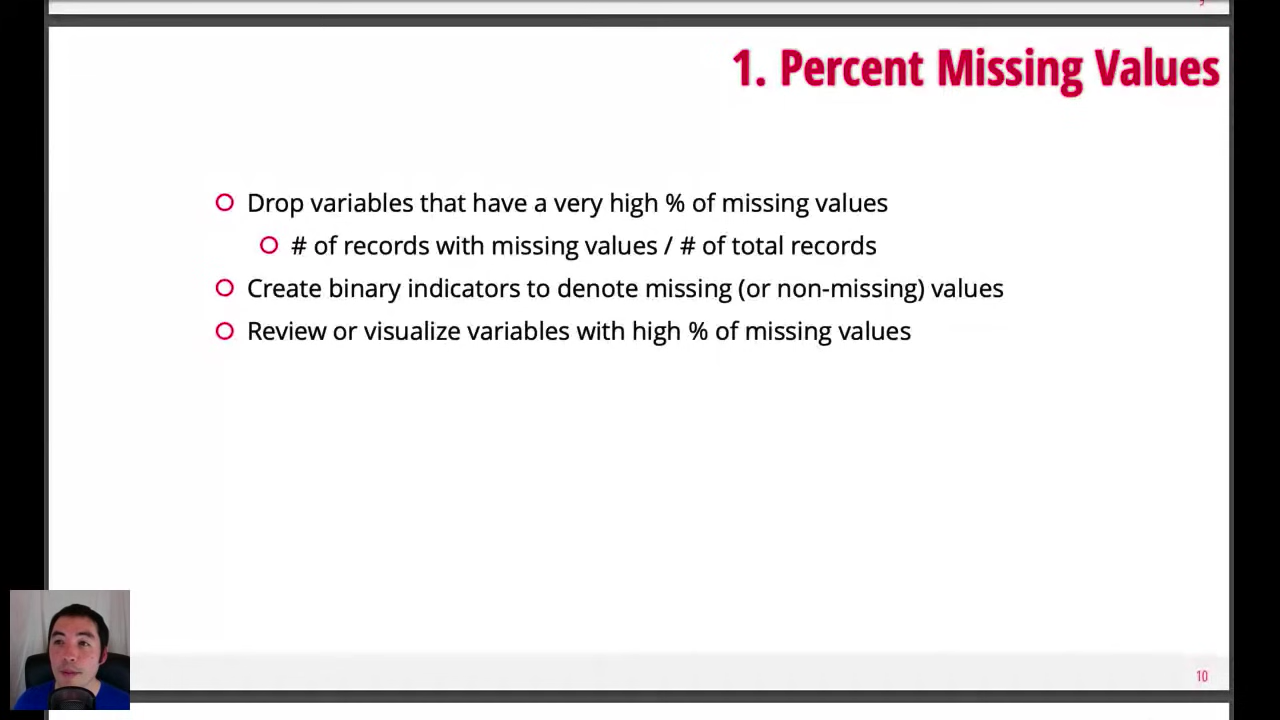 1. Percent Missing Values
Drop variables that have a very high % of missing values
# of records with missing values / # of total records
Create binary indicators to denote missing (or non-missing) values
Review or visualize variables with high % of missing values
10